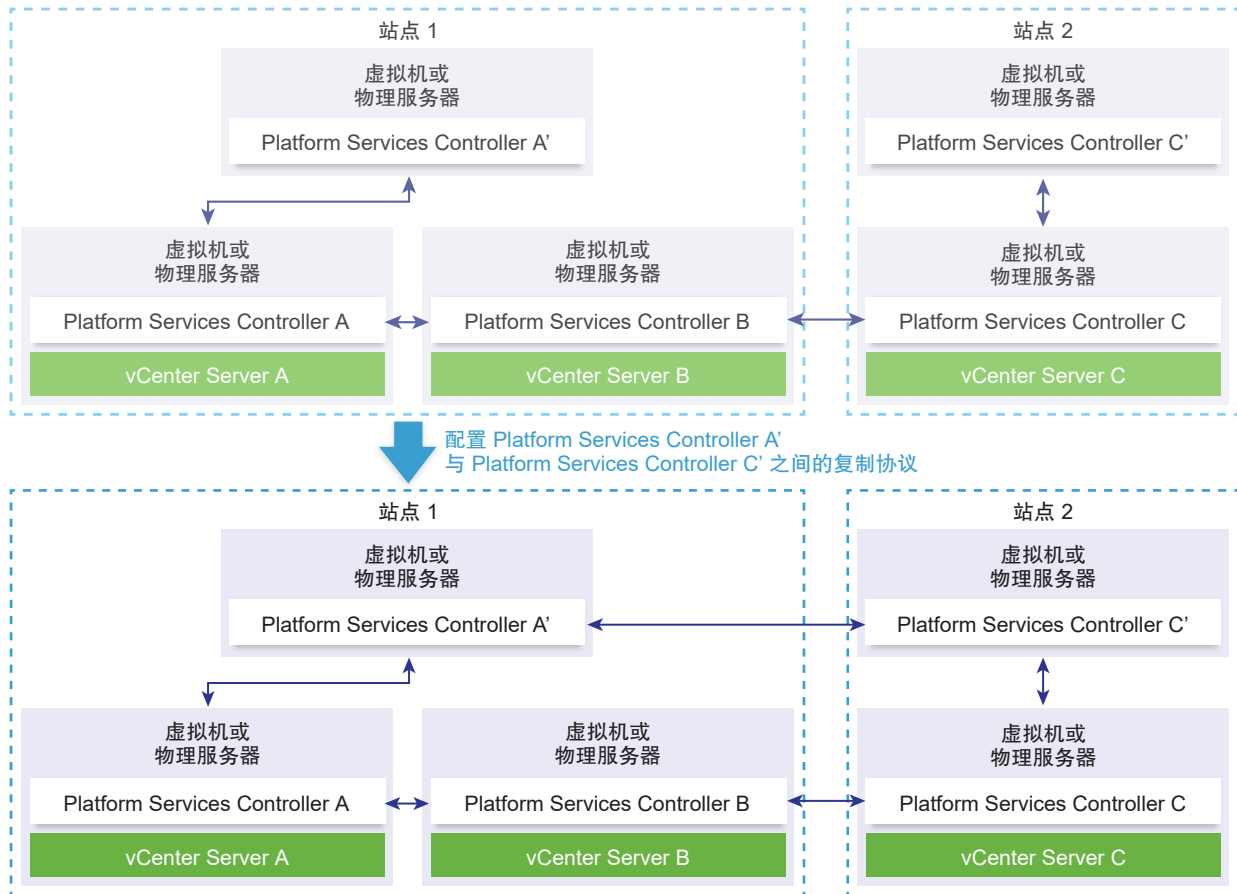 站点 1
虚拟机或
物理服务器
Platform Services Controller A’
虚拟机或
物理服务器
Platform Services Controller A
vCenter Server A
虚拟机或
物理服务器
Platform Services Controller B
vCenter Server B
站点 2
虚拟机或
物理服务器
Platform Services Controller C’
虚拟机或
物理服务器
Platform Services Controller C
vCenter Server C
配置 Platform Services Controller A’
与 Platform Services Controller C’ 之间的复制协议
站点 1
虚拟机或
物理服务器
Platform Services Controller A’
虚拟机或
物理服务器
Platform Services Controller A
vCenter Server A
虚拟机或
物理服务器
Platform Services Controller B
vCenter Server B
站点 2
虚拟机或
物理服务器
Platform Services Controller C’
虚拟机或
物理服务器
Platform Services Controller C
vCenter Server C